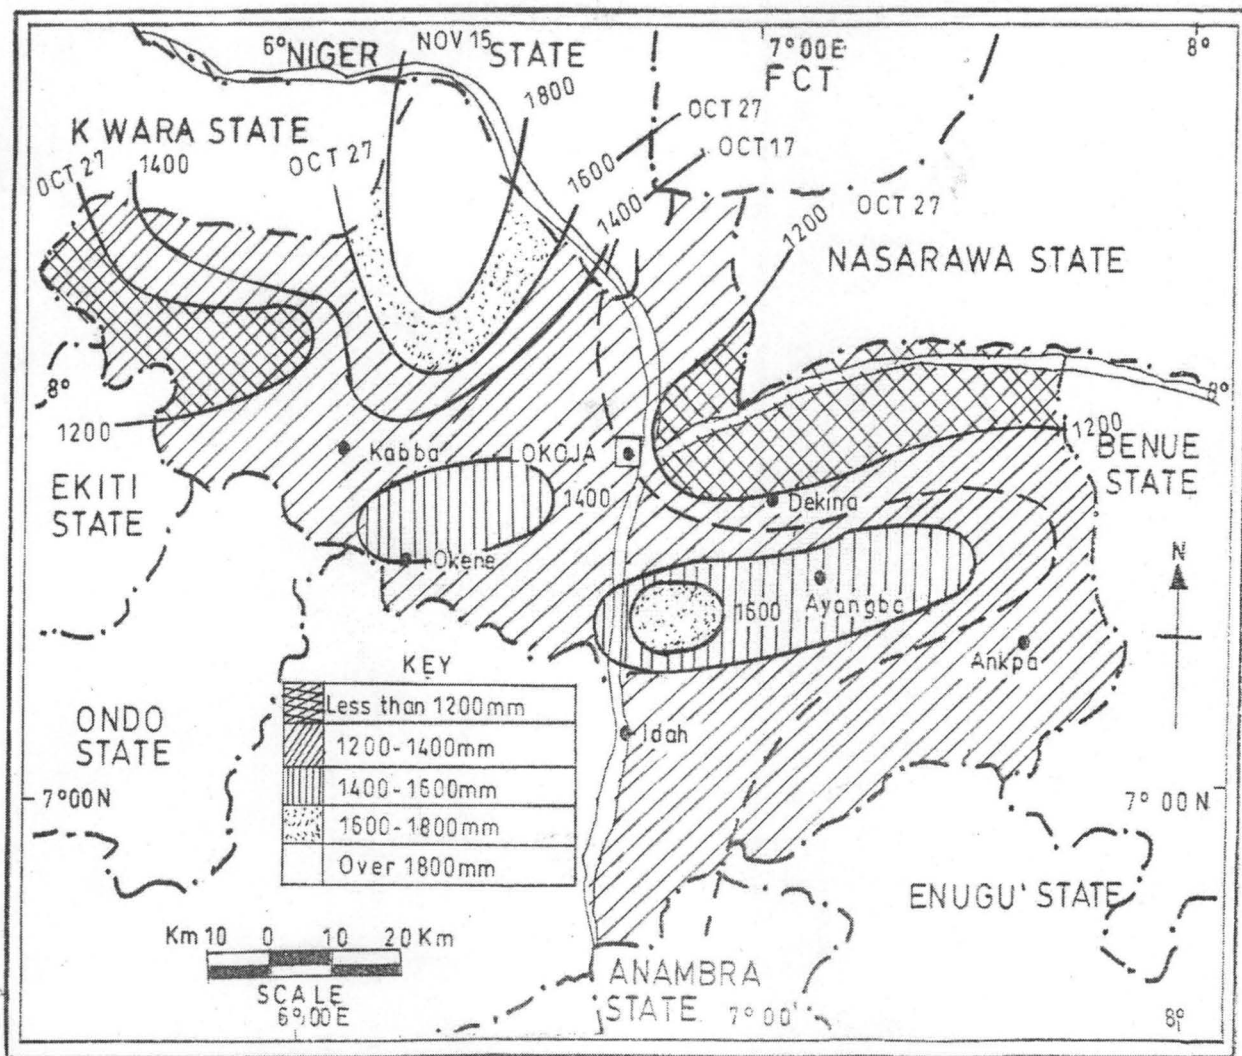 6° NIGER STATE
NOV 15
7°00E
8°
FCT
1800
OCT 27
OCT 17
K WARA STATE
OCT 27
1400
OCT 27
1600
1400
1200
OCT 27
NASARAWA STATE
8°
8°
1200
Kabba
LOKOJA
1200
BENUE
STATE
EKITI
STATE
1400
Dekina
Okene
Ayangba
1600
N
Ankpa
KEY
Less than 1200mm
1200-1400mm
1400-1600mm
1600-1800mm
Over 1800mm
ONDO
STATE
Idah
7°00N
7° 00N
ENUGU' STATE
Km 10 0 10 20 Km
SCALE
6°00E
ANAMBRA
STATE
7°00'
8°